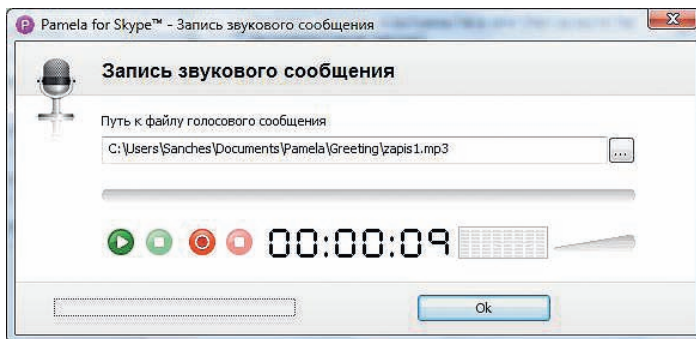 Pamela for Skype™ - Запись звукового сообщения
Запись звукового сообщения
Путь к файлу голосового сообщения
C:\Users\Sanches\Documents\Pamela\Greeting\zapis1.mp3
...
00:00:09
Ok